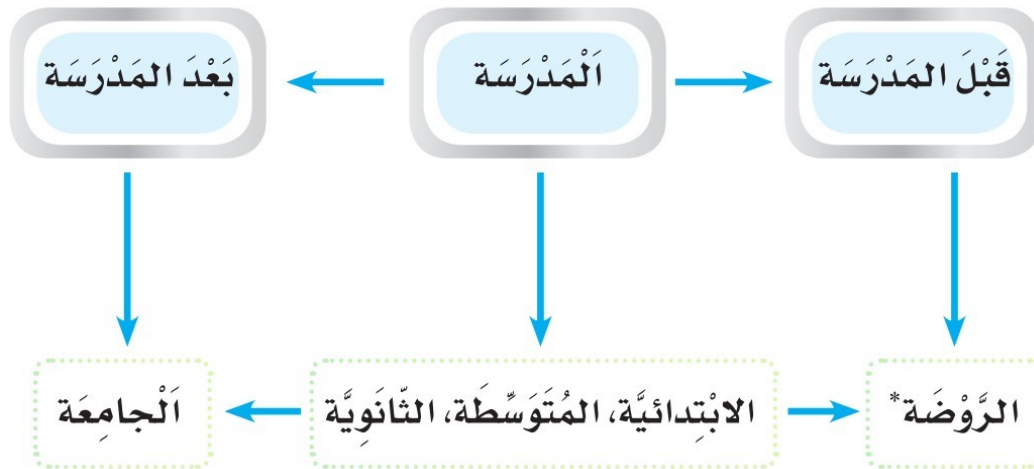 قَبْلَ المَدْرَسَة
اَلْمَدْرَسَة
بَعْدَ المَدْرَسَة
الرَّوْضَة*
الابْتِدائيَّة، المُتَوَسِّطَة، الثّانَوِيَّة
اَلْجامِعَة